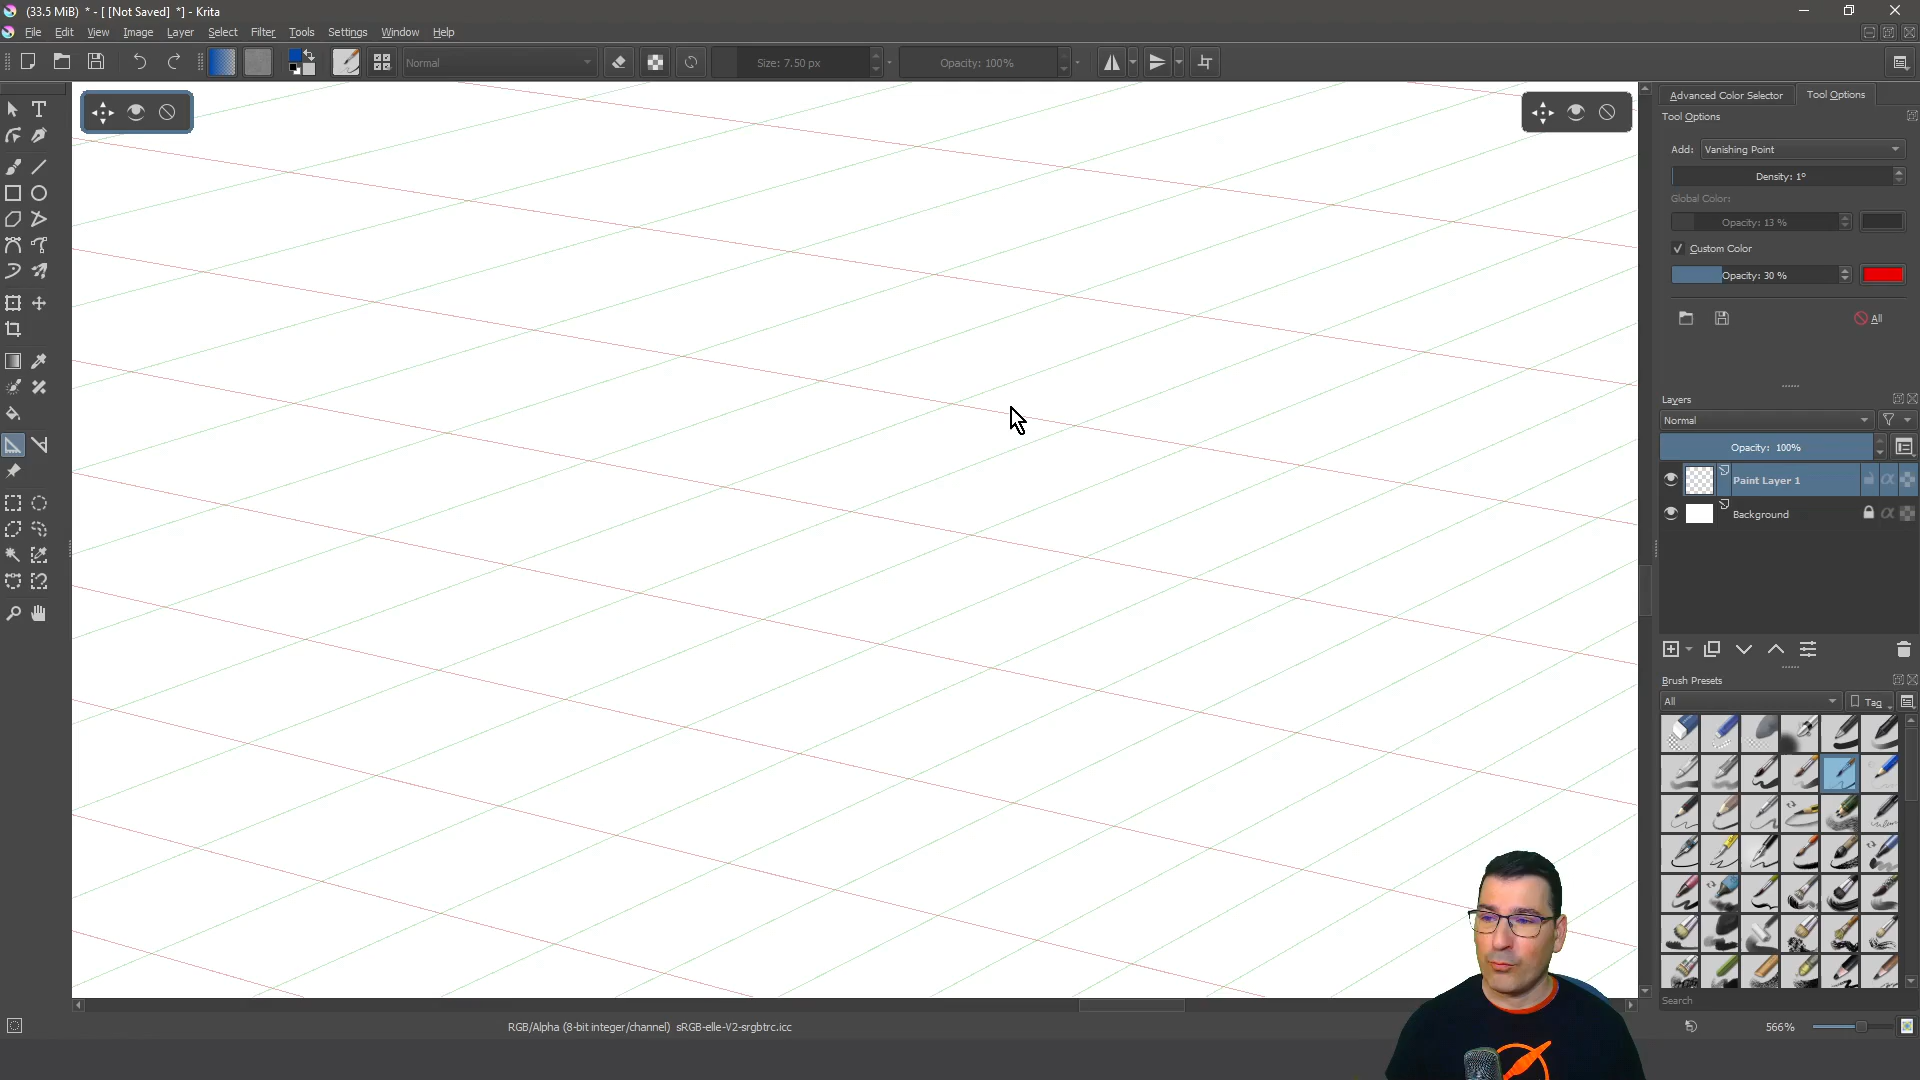 (33.5 MiB)  * - [ [Not Saved]  *] - Krita
File Edit View Image Layer Select Filter Tools Settings Window Help
Normal
Size: 7.50 px
Opacity: 100%
Advanced Color Selector
Tool Options
Tool Options
Add: Vanishing Point
Density: 1°
Global Color:
Opacity: 13 %
Custom Color
Opacity: 30 %
All
Layers
Normal
Opacity:  100%
Paint Layer 1
Background
Brush Presets
All
Tag
Search
RGB/Alpha (8-bit integer/channel)  sRGB-elle-V2-srgbtrc.icc
566%